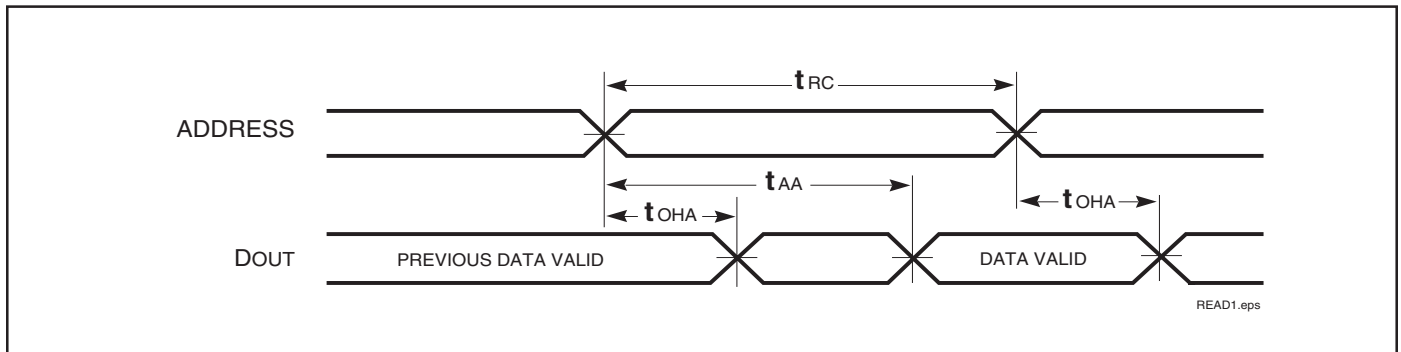 tRC
ADDRESS
tAA
tOHA
tOHA
DOUT
PREVIOUS DATA VALID
DATA VALID
READ1.eps